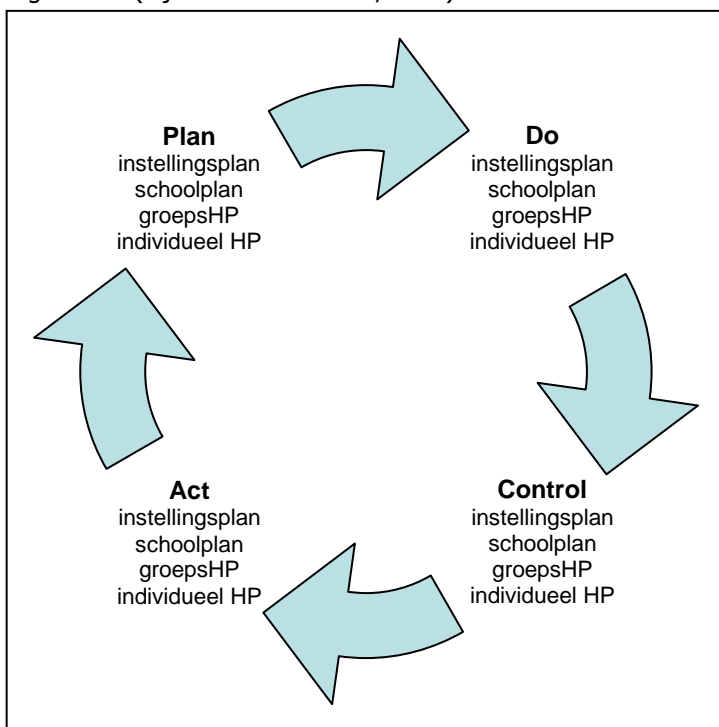 Plan
instellingsplan
schoolplan
groepsHP
individueel HP
Do
instellingsplan
schoolplan
groepsHP
individueel HP
Act
instellingsplan
schoolplan
groepsHP
individueel HP
Control
instellingsplan
schoolplan
groepsHP
individueel HP